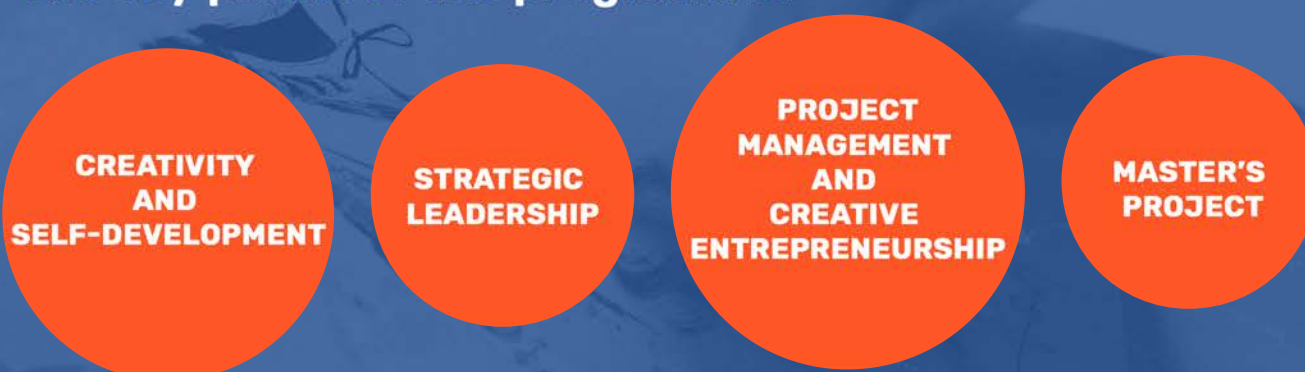 CREATIVITY
AND
SELF-DEVELOPMENT
STRATEGIC
LEADERSHIP
PROJECT
MANAGEMENT
AND
CREATIVE
ENTREPRENEURSHIP
MASTER'S
PROJECT